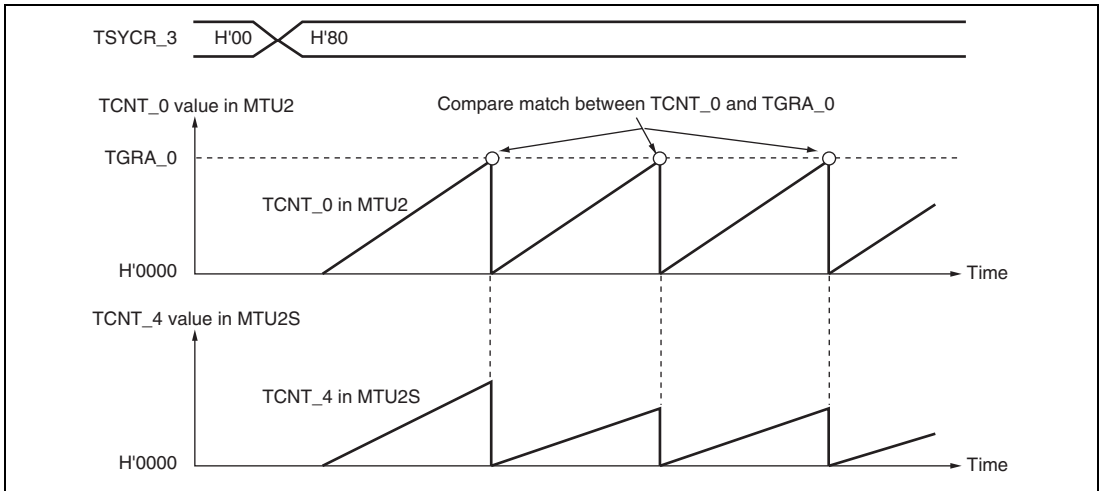 TSYCR_3 H'00 H'80
TCNT_0 value in MTU2 Compare match between TCNT_0 and TGRA_0
TGRA_0
TCNT_0 in MTU2
H'0000 Time
TCNT_4 value in MTU2S
TCNT_4 in MTU2S
H'0000 Time